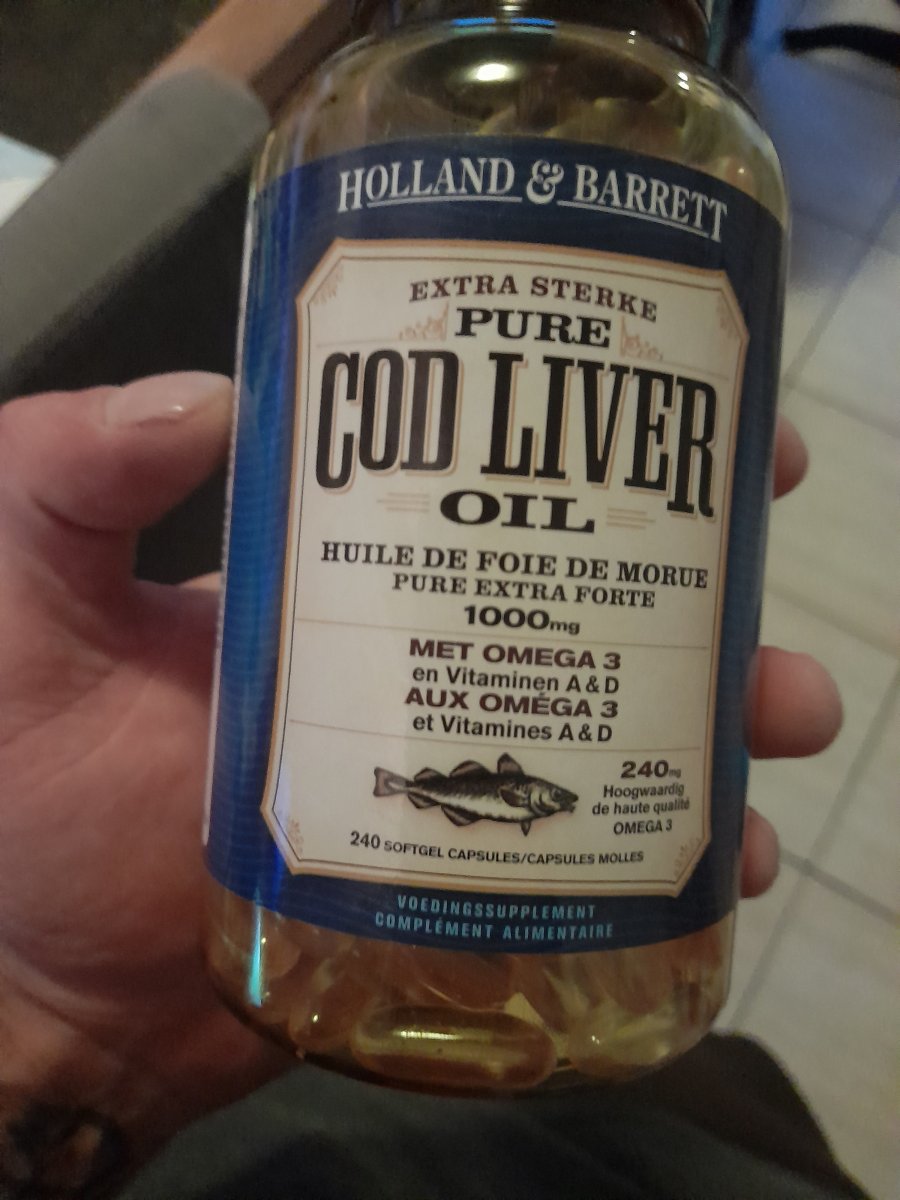 HOLLAND & BARRETT
EXTRA STERKE
PURE
COD LIVER
OIL
HUILE DE FOIE DE MORUE
PURE EXTRA FORTE
1000mg
MET OMEGA 3
en Vitaminen A & D
AUX OMÉGA 3
et Vitamines A & D
240mg
Hoogwaardig
de haute qualité
OMEGA 3
240 SOFTGEL CAPSULES/CAPSULES MOLLES
VOEDINGSSUPPLEMENT
COMPLÉMENT ALIMENTAIRE